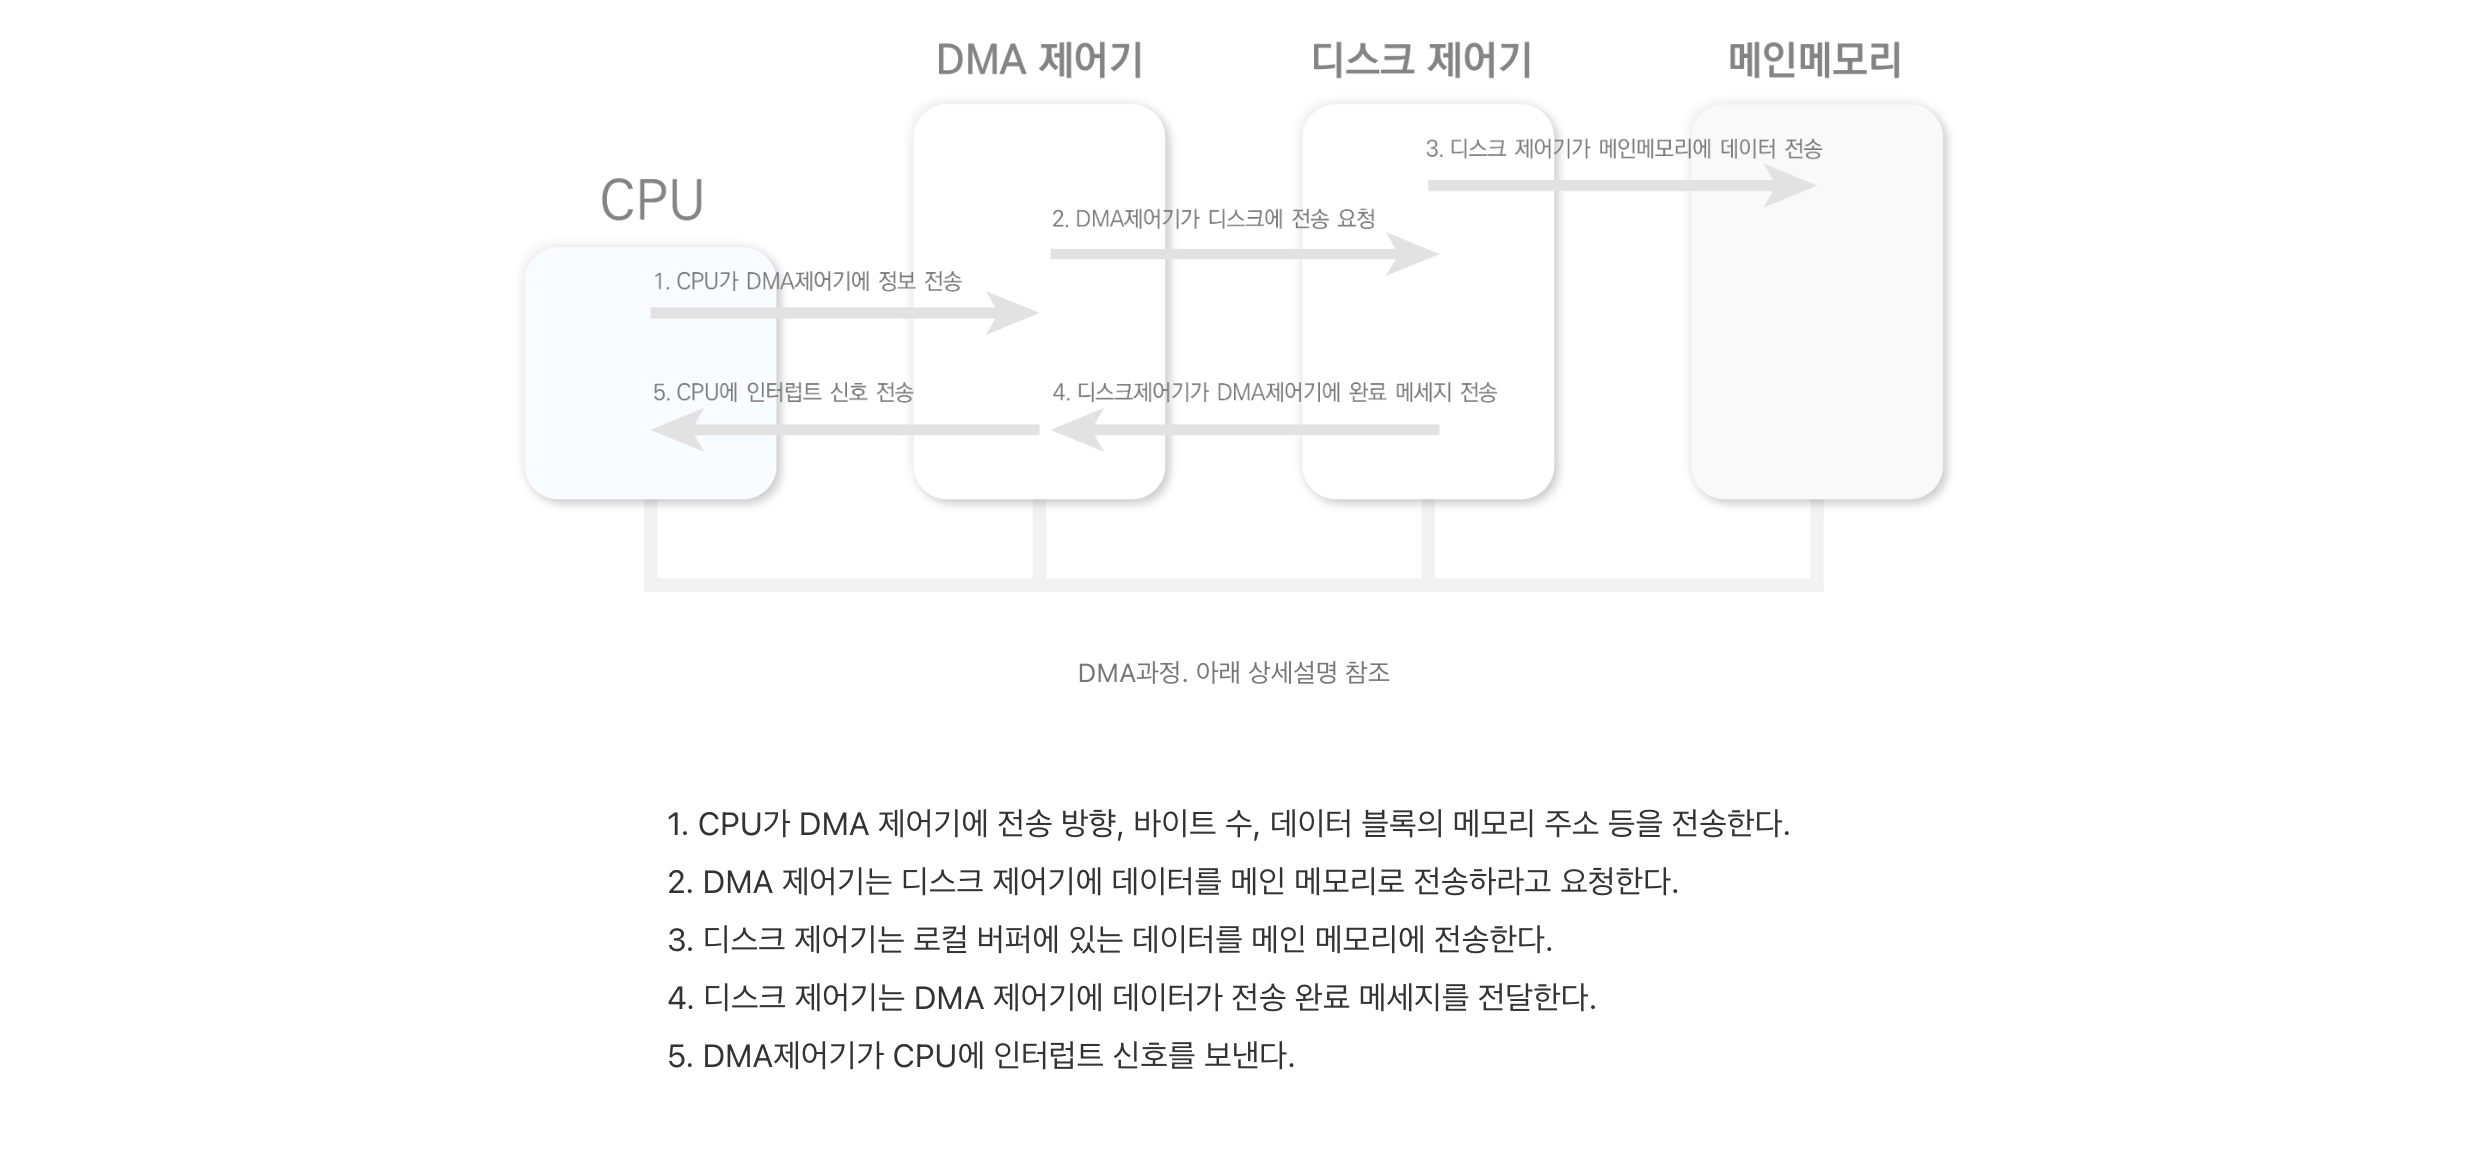 DMA 제어기
디스크 제어기
메인메모리
CPU
3. 디스크 제어기가 메인메모리에 데이터 전송
2. DMA제어기가 디스크에 전송 요청
1. CPU가 DMA제어기에 정보 전송
5. CPU에 인터럽트 신호 전송
4. 디스크제어기가 DMA제어기에 완료 메세지 전송
DMA과정. 아래 상세설명 참조
1. CPU가 DMA 제어기에 전송 방향, 바이트 수, 데이터 블록의 메모리 주소 등을 전송한다.
2. DMA 제어기는 디스크 제어기에 데이터를 메인 메모리로 전송하라고 요청한다.
3. 디스크 제어기는 로컬 버퍼에 있는 데이터를 메인 메모리에 전송한다.
4. 디스크 제어기는 DMA 제어기에 데이터가 전송 완료 메세지를 전달한다.
5. DMA제어기가 CPU에 인터럽트 신호를 보낸다.